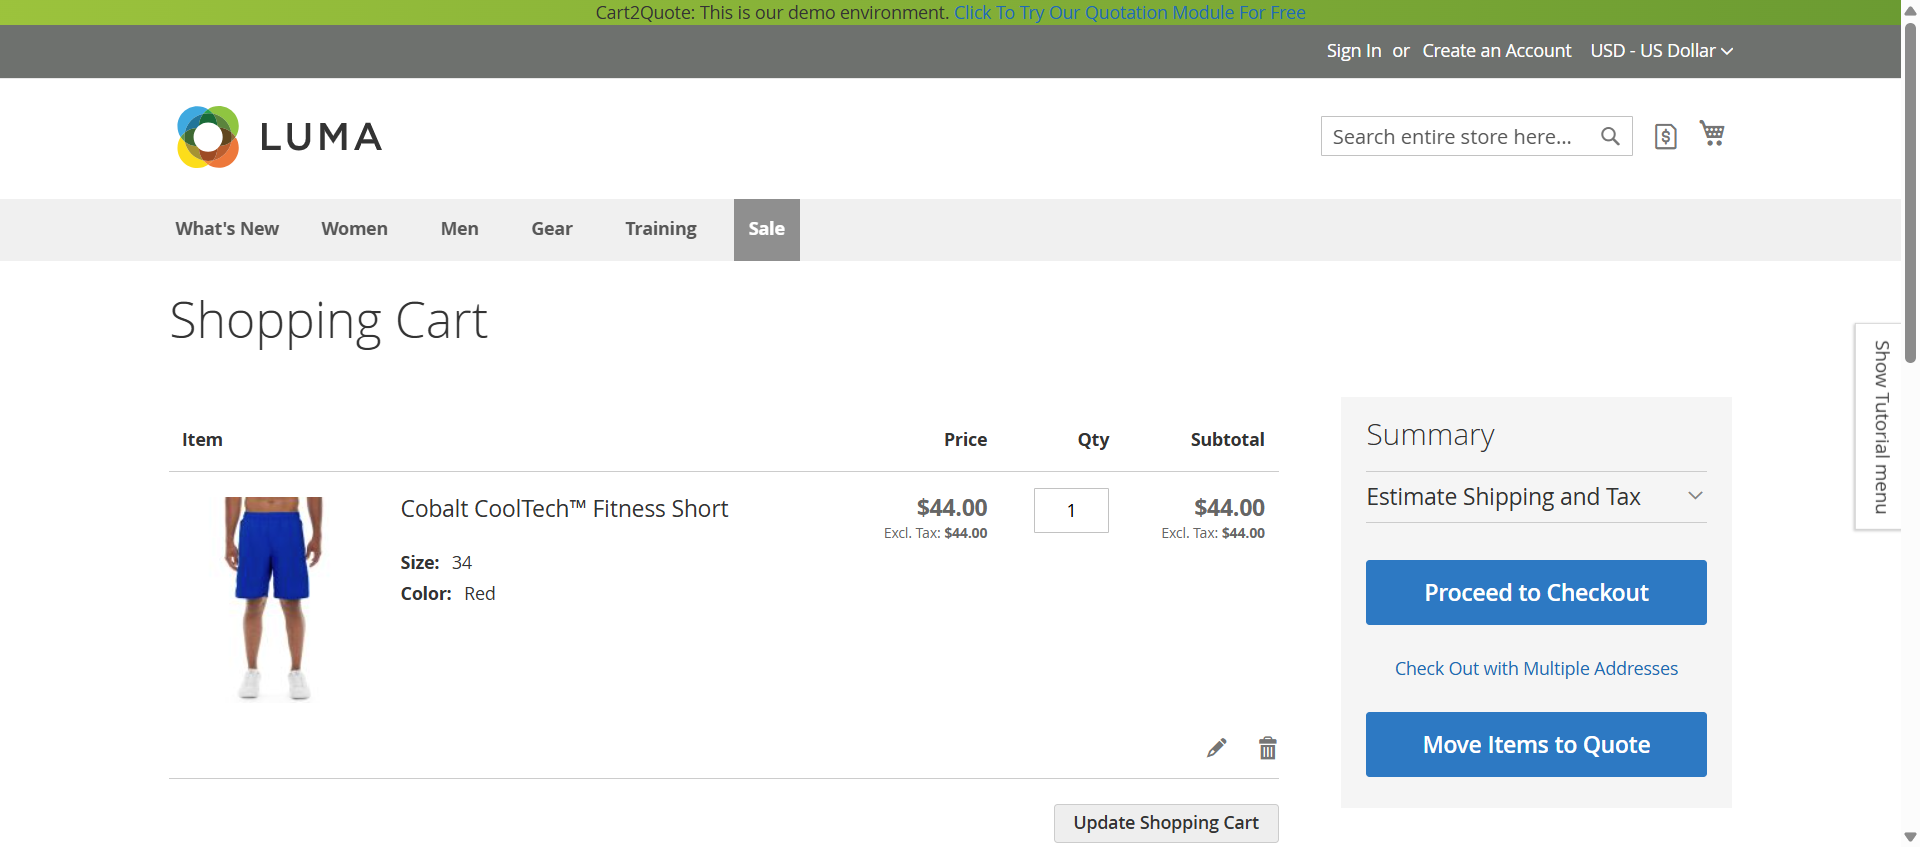 Cart2Quote: This is our demo environment. Click To Try Our Quotation Module For Free
Sign In or Create an Account USD - US Dollar
LUMA
Search entire store here...
What's New Women Men Gear Training Sale
Shopping Cart
Show Tutorial menu
Item Price Qty Subtotal
Cobalt CoolTech™ Fitness Short $44.00 1 $44.00
Excl. Tax: $44.00 Excl. Tax: $44.00
Size: 34
Color: Red
Update Shopping Cart
Summary
Estimate Shipping and Tax
Proceed to Checkout
Check Out with Multiple Addresses
Move Items to Quote